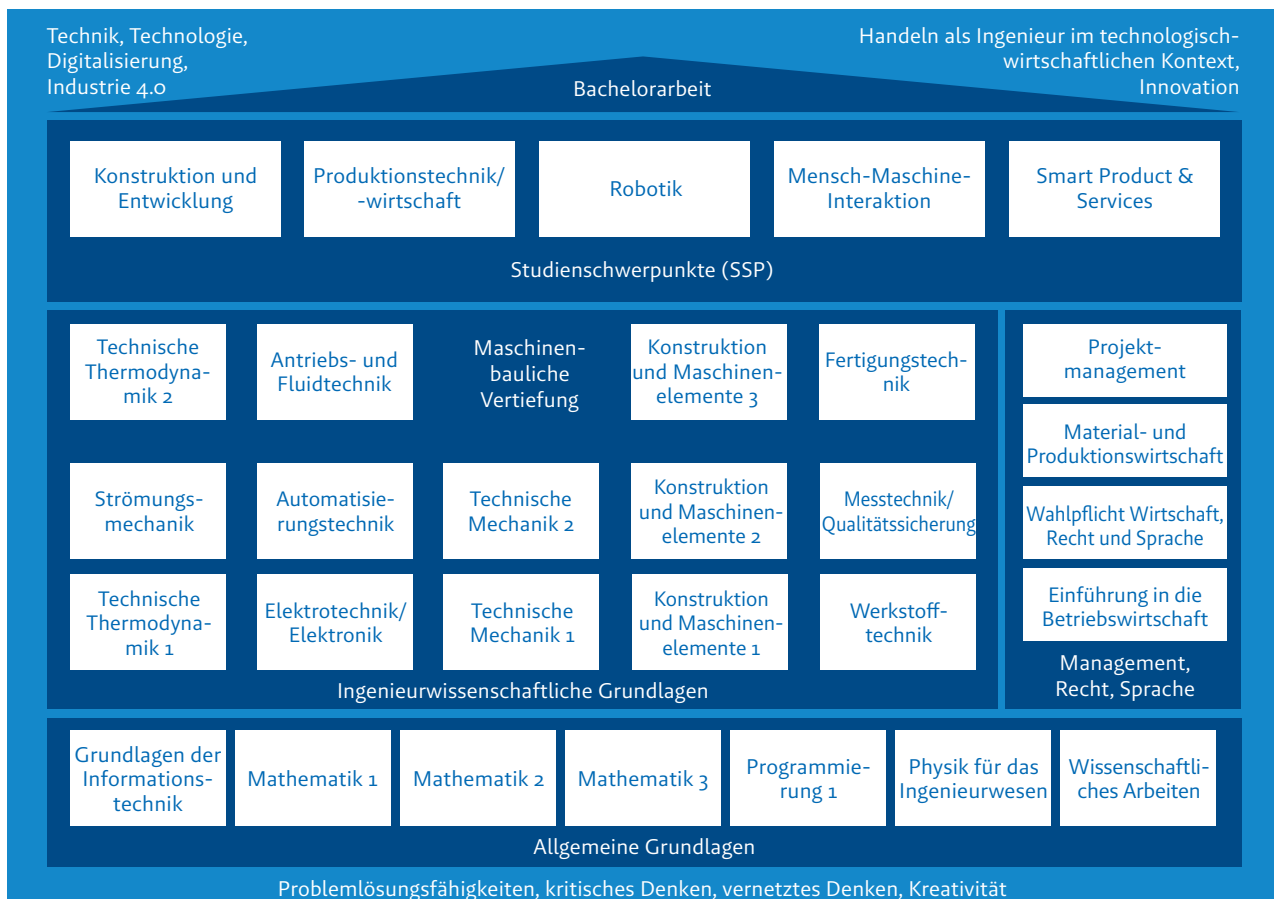 Technik, Technologie,
Digitalisierung,
Industrie 4.0
Handeln als Ingenieur im technologisch-
wirtschaftlichen Kontext,
Innovation
Bachelorarbeit
Konstruktion und
Entwicklung
Produktionstechnik/
-wirtschaft
Robotik
Mensch-Maschine-
Interaktion
Smart Product &
Services
Studienschwerpunkte (SSP)
Technische
Thermodyna-
mik 2
Antriebs- und
Fluidtechnik
Maschinen-
bauliche
Vertiefung
Konstruktion
und Maschinen-
elemente 3
Fertigungstech-
nik
Strömungs-
mechanik
Automatisie-
rungstechnik
Technische
Mechanik 2
Konstruktion
und Maschinen-
elemente 2
Messtechnik/
Qualitätssicherung
Technische
Thermodyna-
mik 1
Elektrotechnik/
Elektronik
Technische
Mechanik 1
Konstruktion
und Maschinen-
elemente 1
Werkstoff-
technik
Ingenieurwissenschaftliche Grundlagen
Projekt-
management
Material- und
Produktionswirtschaft
Wahlpflicht Wirtschaft,
Recht und Sprache
Einführung in die
Betriebswirtschaft
Management,
Recht, Sprache
Grundlagen der
Informations-
technik
Mathematik 1
Mathematik 2
Mathematik 3
Programmie-
rung 1
Physik für das
Ingenieurwesen
Wissenschaftli-
ches Arbeiten
Allgemeine Grundlagen
Problemlösungsfähigkeiten, kritisches Denken, vernetztes Denken, Kreativität